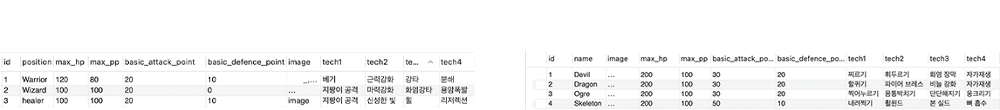 id position max_hp max_pp basic_attack_point basic_defence_point image tech1 tech2 te... tech4
1 Warrior 120 80 20 10 _,... 베기 근력강화 강타 분쇄
2 Wizard 100 100 20 0 ... 지팡이 공격 마력강화 화염강타 용암폭발
3 healer 100 100 20 10 image 지팡이 공격 신성한 빛 힐 리저렉션
id name image max_hp max_pp basic_attack_po... basic_defence_po... tech1 tech2 tech3 tech4
1 Devil ... 200 100 30 20 찌르기 휘두르기 화염 장막 자가재생
2 Dragon ... 200 100 30 20 할퀴기 파이어 브레스 비늘 강화 자가재생
3 Ogre ... 200 100 30 20 찍어누르기 몸통박치기 단단해지기 웅크리기
4 Skeleton ... 200 100 50 10 내려찍기 휠윈드 본 실드 뼈 흡수